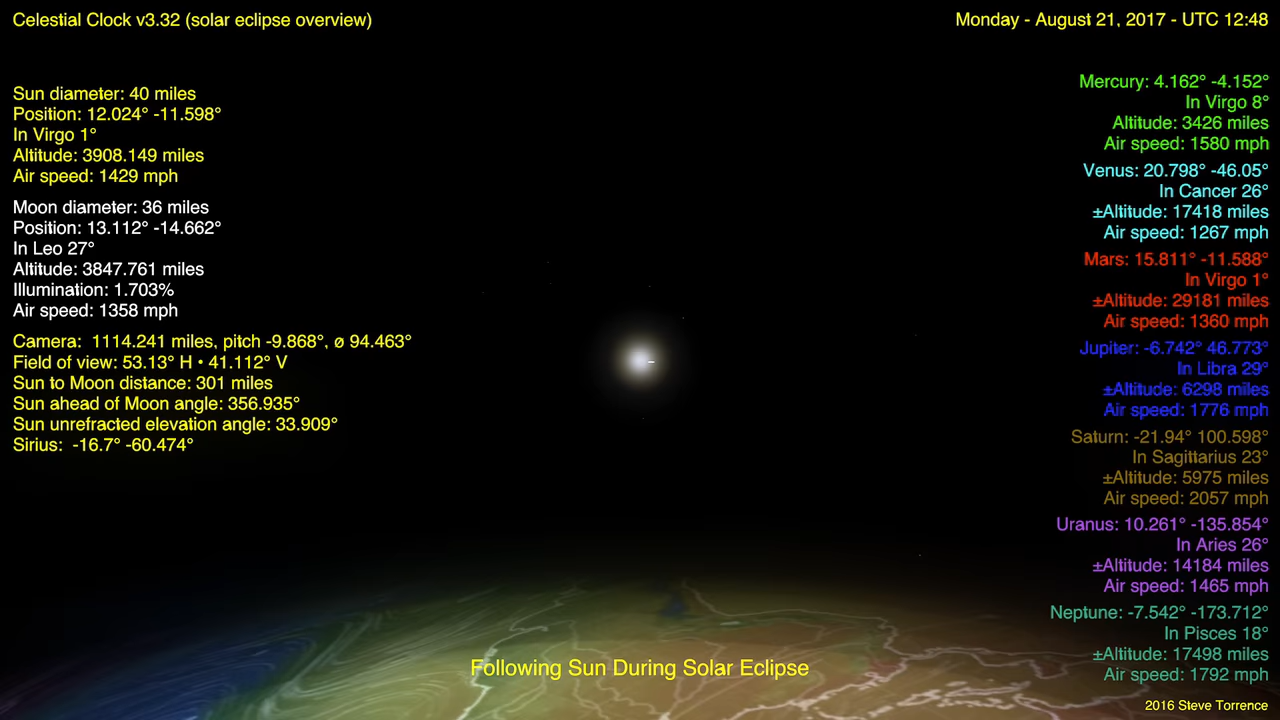 Celestial Clock v3.32 (solar eclipse overview)
Monday - August 21, 2017 - UTC 12:48
Sun diameter: 40 miles
Position: 12.024° -11.598°
In Virgo 1°
Altitude: 3908.149 miles
Air speed: 1429 mph
Moon diameter: 36 miles
Position: 13.112° -14.662°
In Leo 27°
Altitude: 3847.761 miles
Illumination: 1.703%
Air speed: 1358 mph
Camera:  1114.241 miles, pitch -9.868°, ø 94.463°
Field of view: 53.13° H • 41.112° V
Sun to Moon distance: 301 miles
Sun ahead of Moon angle: 356.935°
Sun unrefracted elevation angle: 33.909°
Sirius:  -16.7° -60.474°
Mercury: 4.162° -4.152°
In Virgo 8°
Altitude: 3426 miles
Air speed: 1580 mph
Venus: 20.798° -46.05°
In Cancer 26°
±Altitude: 17418 miles
Air speed: 1267 mph
Mars: 15.811° -11.588°
In Virgo 1°
±Altitude: 29181 miles
Air speed: 1360 mph
Jupiter: -6.742° 46.773°
In Libra 29°
±Altitude: 6298 miles
Air speed: 1776 mph
Saturn: -21.94° 100.598°
In Sagittarius 23°
±Altitude: 5975 miles
Air speed: 2057 mph
Uranus: 10.261° -135.854°
In Aries 26°
±Altitude: 14184 miles
Air speed: 1465 mph
Neptune: -7.542° -173.712°
In Pisces 18°
±Altitude: 17498 miles
Air speed: 1792 mph
Following Sun During Solar Eclipse
2016 Steve Torrence